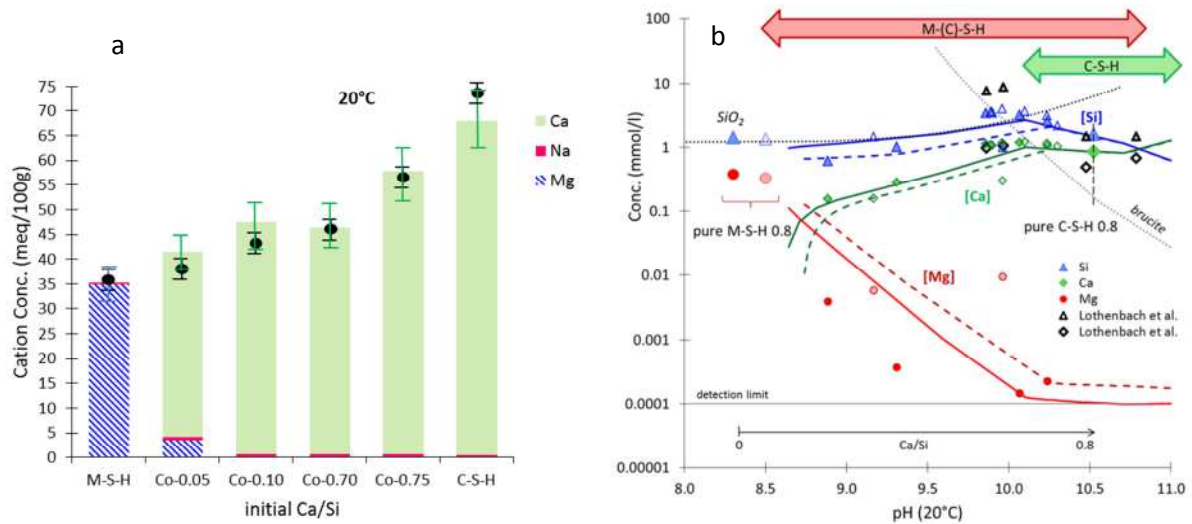 a
20°C
Cation Conc. (meq/100g)
75
70
65
60
55
50
45
40
35
30
25
20
15
10
5
0
M-S-H Co-0.05 Co-0.10 Co-0.70 Co-0.75 C-S-H
initial Ca/Si
Ca
Na
Mg
b
M-(C)-S-H
C-S-H
Conc. (mmol/l)
100
10
1
0.1
0.01
0.001
0.0001
0.00001
SiO2
[Si]
[Ca]
pure M-S-H 0.8
pure C-S-H 0.8
brucite
[Mg]
Si
Ca
Mg
Lothenbach et al.
Lothenbach et al.
detection limit
0 Ca/Si 0.8
8.0 8.5 9.0 9.5 10.0 10.5 11.0
pH (20°C)